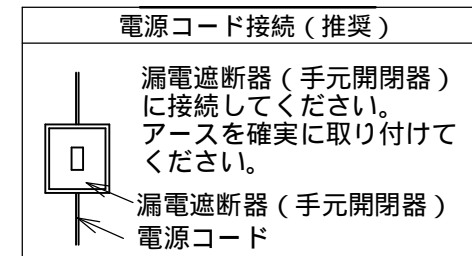 電源コード接続(推奨)
漏電遮断器(手元開閉器)
に接続してください。
アースを確実に取り付けて
ください。
漏電遮断器(手元開閉器)
電源コード